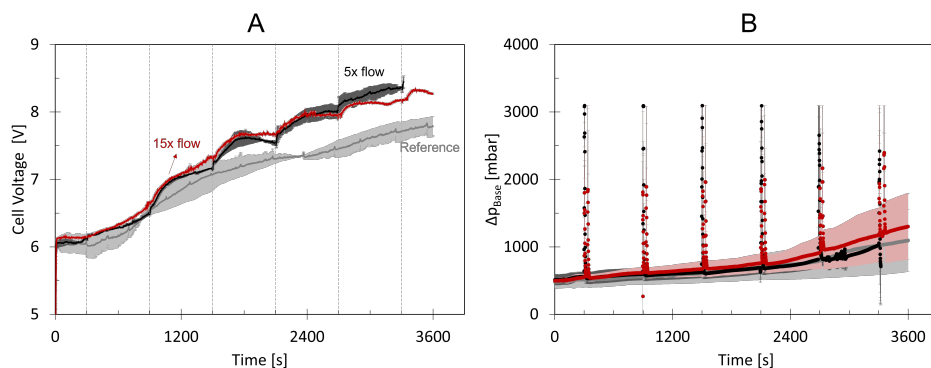 A
B
9
8
7
6
5
Cell Voltage [V]
5x flow
15x flow
Reference
0
1200
2400
3600
Time [s]
4000
3000
2000
1000
0
Δp_Base [mbar]
0
1200
2400
3600
Time [s]